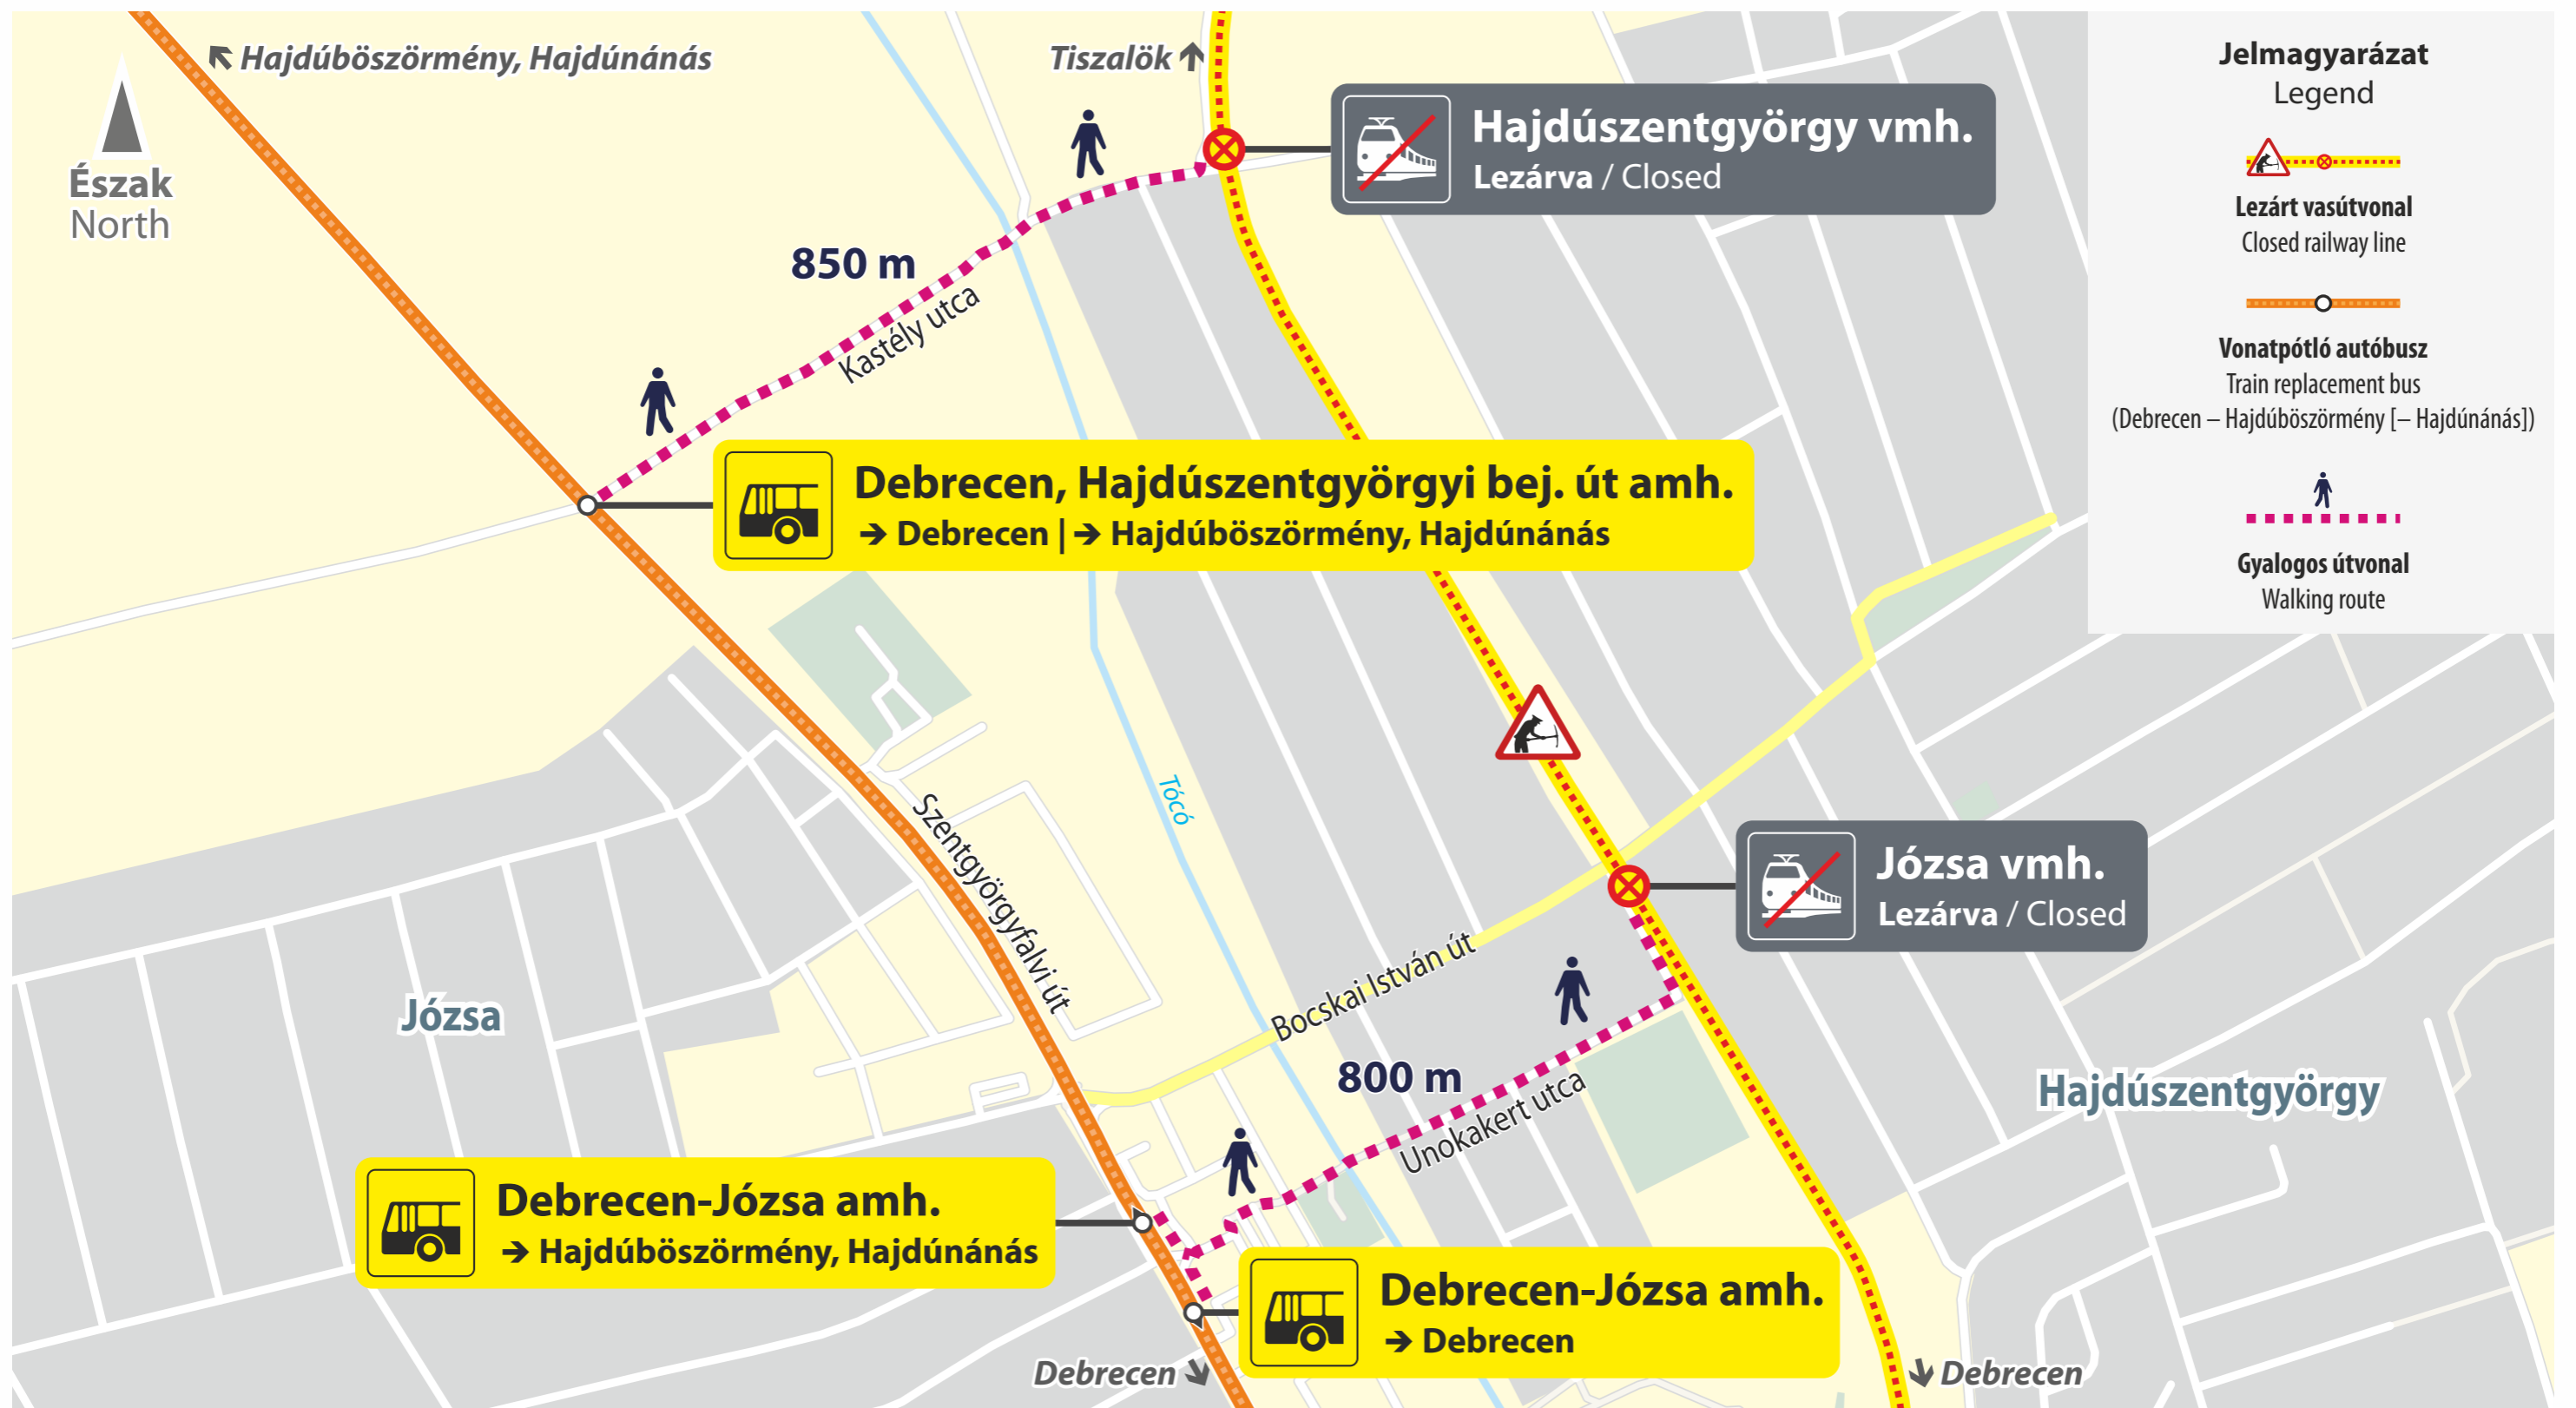 Hajdúböszörmény, Hajdúnánás
Tiszalök
Észak
North
Hajdúszentgyörgy vmh.
Lezárva / Closed
850 m
Kastély utca
Debrecen, Hajdúszentgyörgyi bej. út amh.
➔ Debrecen | ➔ Hajdúböszörmény, Hajdúnánás
Szentgyörgyfalvi út
Tócó
Józsa vmh.
Lezárva / Closed
Bocskai István út
Józsa
800 m
Unokakert utca
Hajdúszentgyörgy
Debrecen-Józsa amh.
➔ Hajdúböszörmény, Hajdúnánás
Debrecen-Józsa amh.
➔ Debrecen
Debrecen
Debrecen
Jelmagyarázat
Legend
Lezárt vasútvonal
Closed railway line
Vonatpótló autóbusz
Train replacement bus
(Debrecen – Hajdúböszörmény [– Hajdúnánás])
Gyalogos útvonal
Walking route